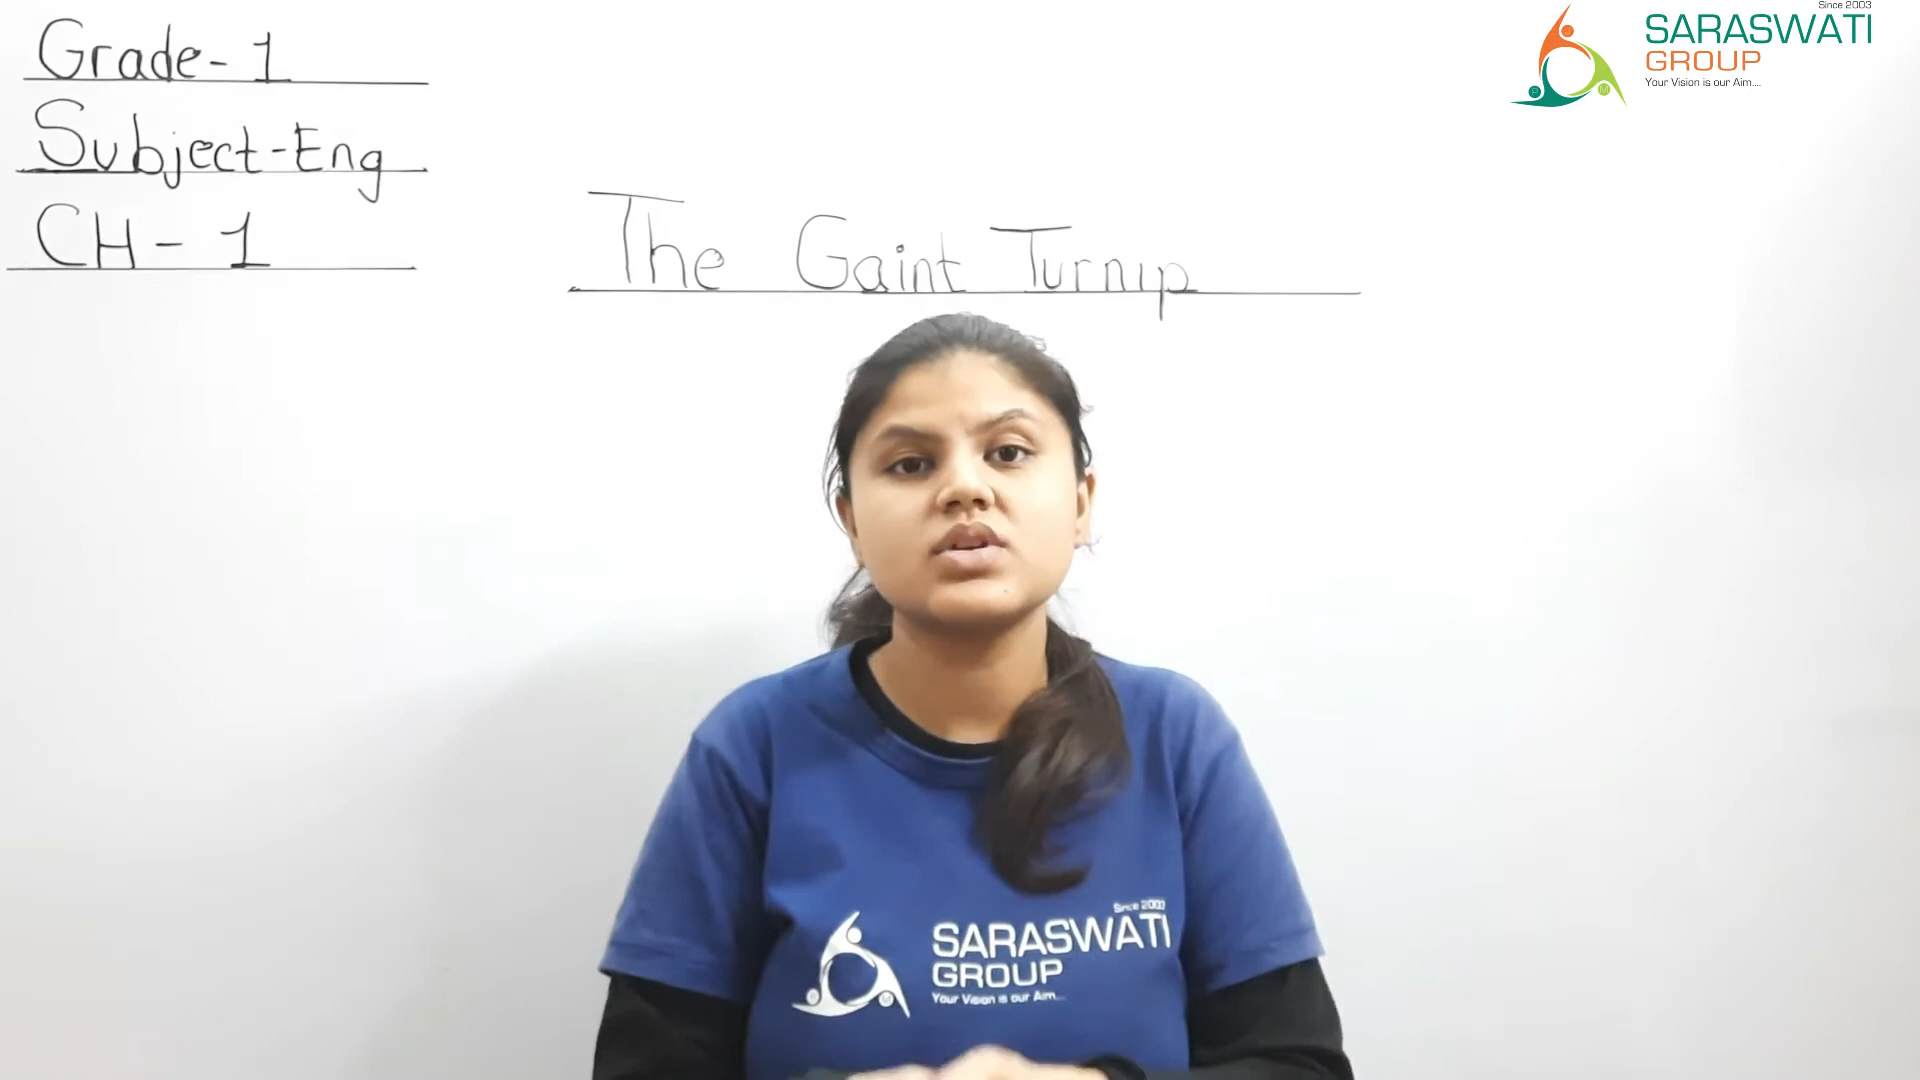 Grade-1
Subject-Eng
CH-1
The Gaint Turnip
Since 2003
SARASWATI
GROUP
Your Vision is our Aim....
P
M
Since 2003
SARASWATI
GROUP
Your Vision is our Aim...
M